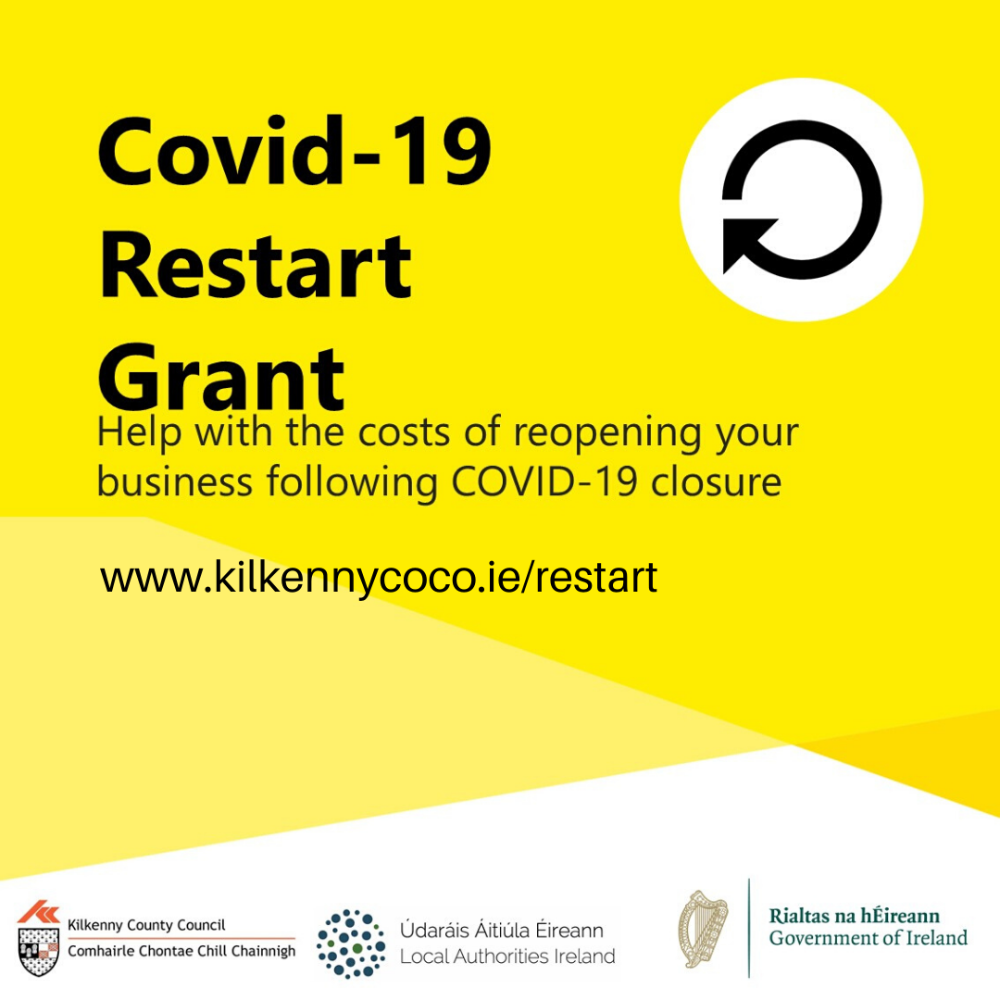 Covid-19
Restart
Grant
Help with the costs of reopening your
business following COVID-19 closure
www.kilkennycoco.ie/restart
Kilkenny County Council
Comhairle Chontae Chill Chainnigh
Údaráis Áitiúla Éireann
Local Authorities Ireland
Rialtas na hÉireann
Government of Ireland